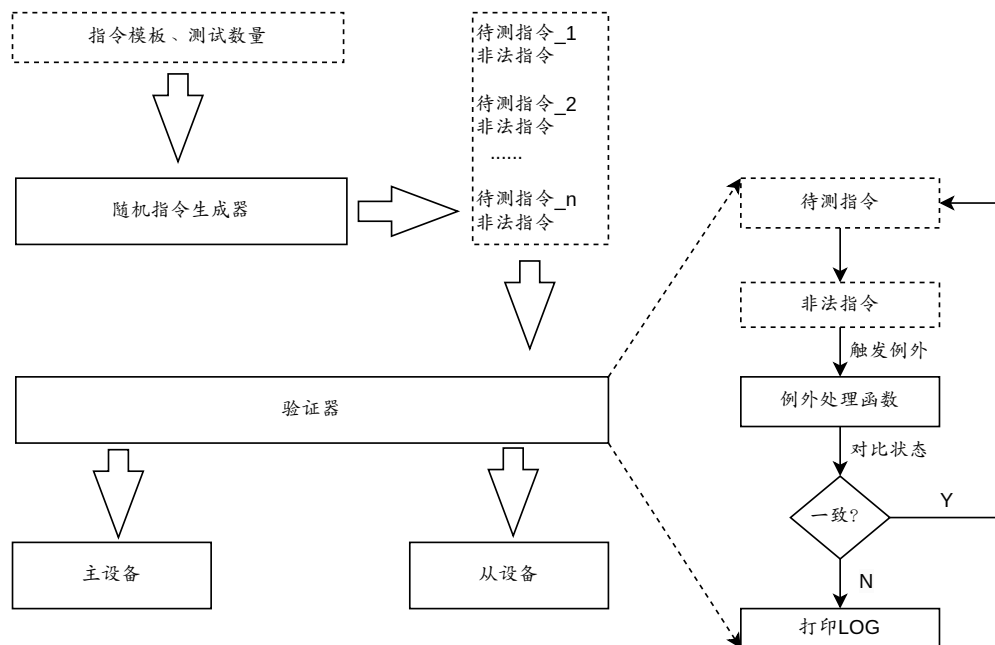 指令模板、测试数量
随机指令生成器
待测指令_1
非法指令
待测指令_2
非法指令
......
待测指令_n
非法指令
验证器
主设备
从设备
待测指令
非法指令
触发例外
例外处理函数
对比状态
一致?
Y
N
打印LOG